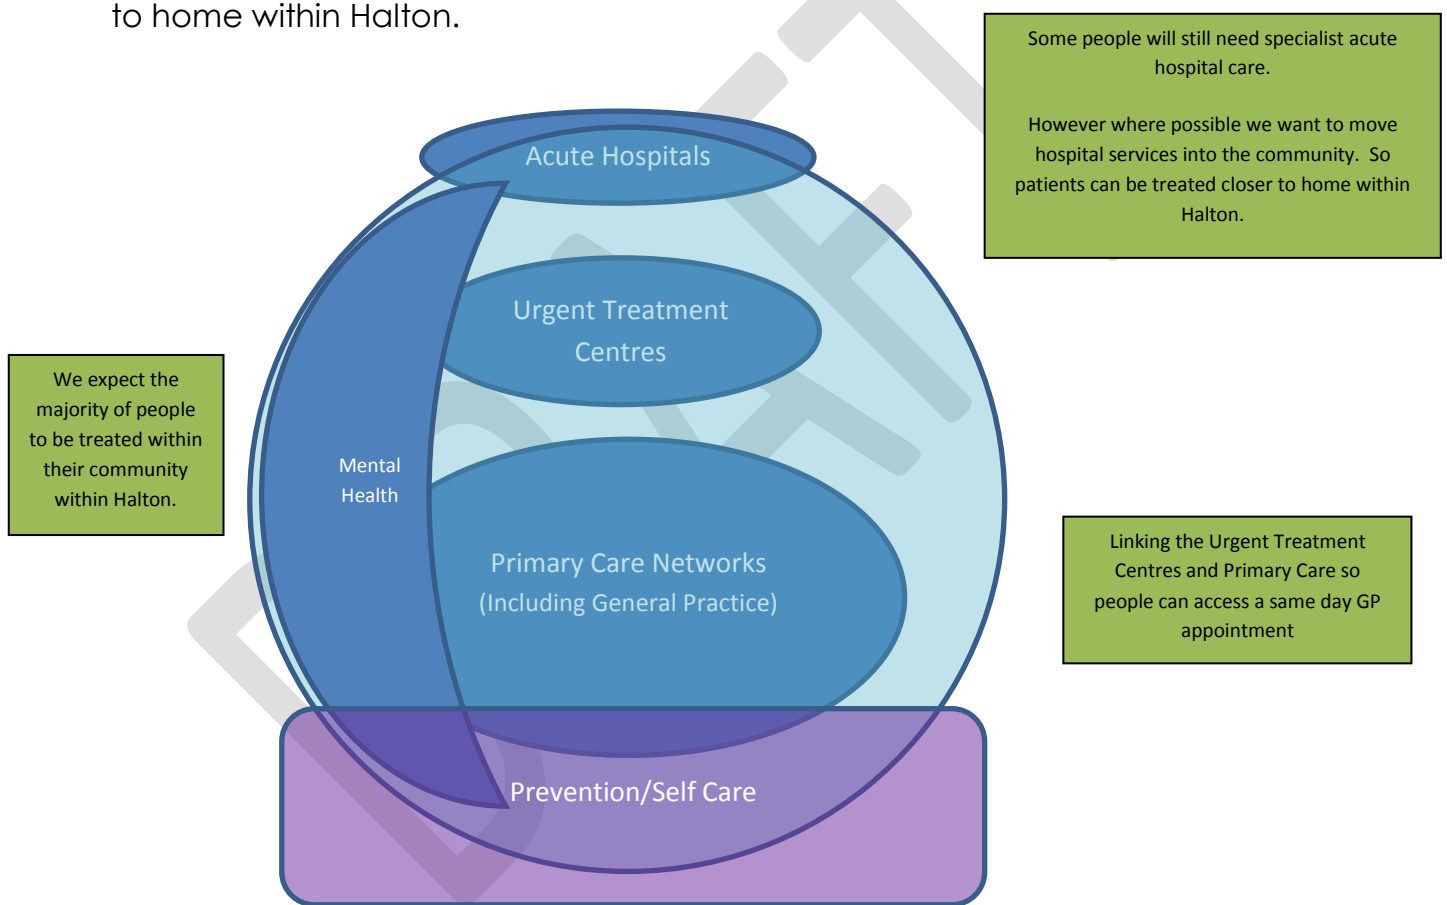 to home within Halton.
Some people will still need specialist acute
hospital care.
However where possible we want to move
hospital services into the community. So
patients can be treated closer to home within
Halton.
Acute Hospitals
Urgent Treatment
Centres
We expect the
majority of people
to be treated within
their community
within Halton.
Mental
Health
Primary Care Networks
(Including General Practice)
Linking the Urgent Treatment
Centres and Primary Care so
people can access a same day GP
appointment
Prevention/Self Care
DRAFT